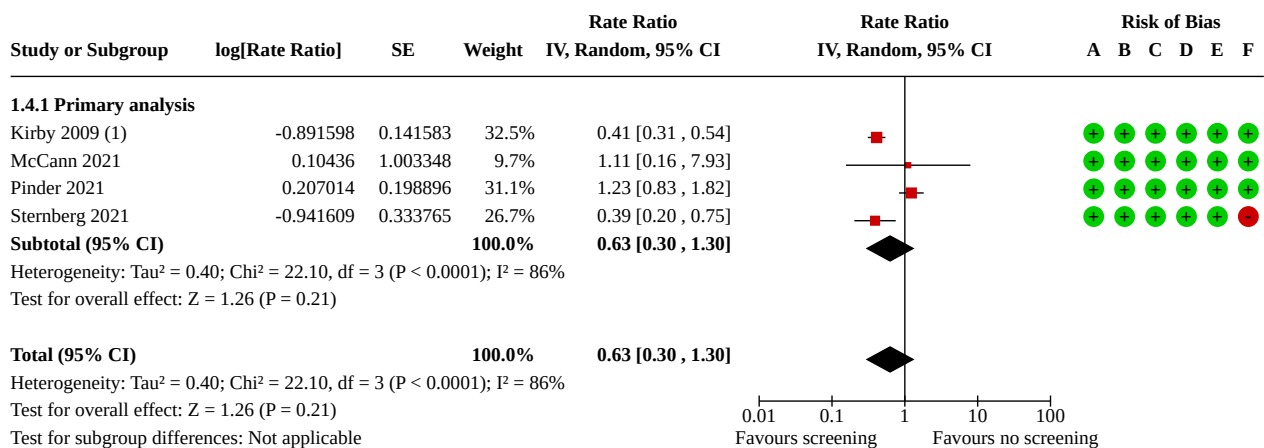 Rate Ratio Rate Ratio Risk of Bias
Study or Subgroup log[Rate Ratio] SE Weight IV, Random, 95% CI IV, Random, 95% CI A B C D E F
1.4.1 Primary analysis
Kirby 2009 (1) -0.891598 0.141583 32.5% 0.41 [0.31 , 0.54] + + + + + +
McCann 2021 0.10436 1.003348 9.7% 1.11 [0.16 , 7.93] + + + + + +
Pinder 2021 0.207014 0.198896 31.1% 1.23 [0.83 , 1.82] + + + + + +
Sternberg 2021 -0.941609 0.333765 26.7% 0.39 [0.20 , 0.75] + + + + + -
Subtotal (95% CI) 100.0% 0.63 [0.30 , 1.30]
Heterogeneity: Tau² = 0.40; Chi² = 22.10, df = 3 (P < 0.0001); I² = 86%
Test for overall effect: Z = 1.26 (P = 0.21)
Total (95% CI) 100.0% 0.63 [0.30 , 1.30]
Heterogeneity: Tau² = 0.40; Chi² = 22.10, df = 3 (P < 0.0001); I² = 86%
Test for overall effect: Z = 1.26 (P = 0.21) 0.01 0.1 1 10 100
Test for subgroup differences: Not applicable Favours screening Favours no screening